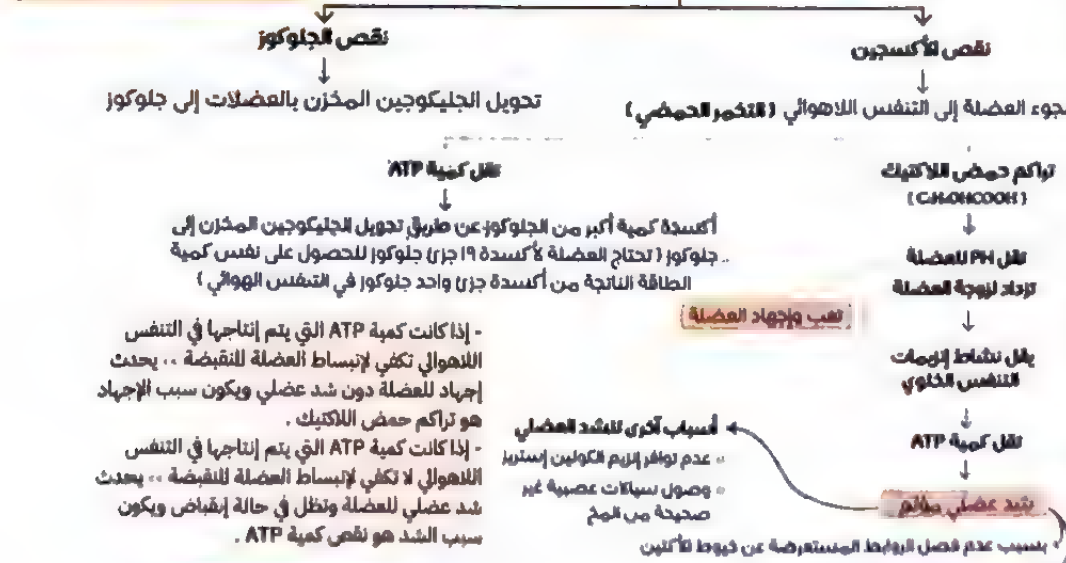 نقص الأكسجين
نقص الجلوكوز
لجوء العضلة إلى التنفس اللاهوائي (التخمر الحمضي)
تحويل الجليكوجين المخزن بالعضلات إلى جلوكوز
تراكم حمض اللاكتيك
تقل PH للعضلة
تزداد لزوجة العضلة
يقل نشاط إنزيمات
التنفس الخلوي
تقل كمية ATP
شد عضلي مؤلم
بسبب عدم فصل الروابط المستعرضة عن خيوط الأكتين
تقل كمية ATP
أكسدة كمية أكبر من الجلوكوز عن طريق تحويل الجليكوجين المخزن إلى
جلوكوز (تحتاج العضلة لأكسدة ١٩ جزئ جلوكوز للحصول على نفس كمية
الطاقة الناتجة من أكسدة جزئ واحد جلوكوز في التنفس الهوائي)
تعب وإجهاد العضلة
أسباب آخرى للشد العضلي
عدم توافر إنزيم الكولين إستريز
وصول سيالات عصبية غير
صحيحة من المخ
- إذا كانت كمية ATP التي يتم إنتاجها في التنفس
اللاهوائي تكفي لإنبساط العضلة المنقبضة .. يحدث
إجهاد للعضلة دون شد عضلي ويكون سبب الإجهاد
هو تراكم حمض اللاكتيك .
- إذا كانت كمية ATP التي يتم إنتاجها في التنفس
اللاهوائي لا تكفي لإنبساط العضلة المنقبضة .. يحدث
شد عضلي للعضلة وتظل في حالة إنقباض ويكون
سبب الشد هو نقص كمية ATP .